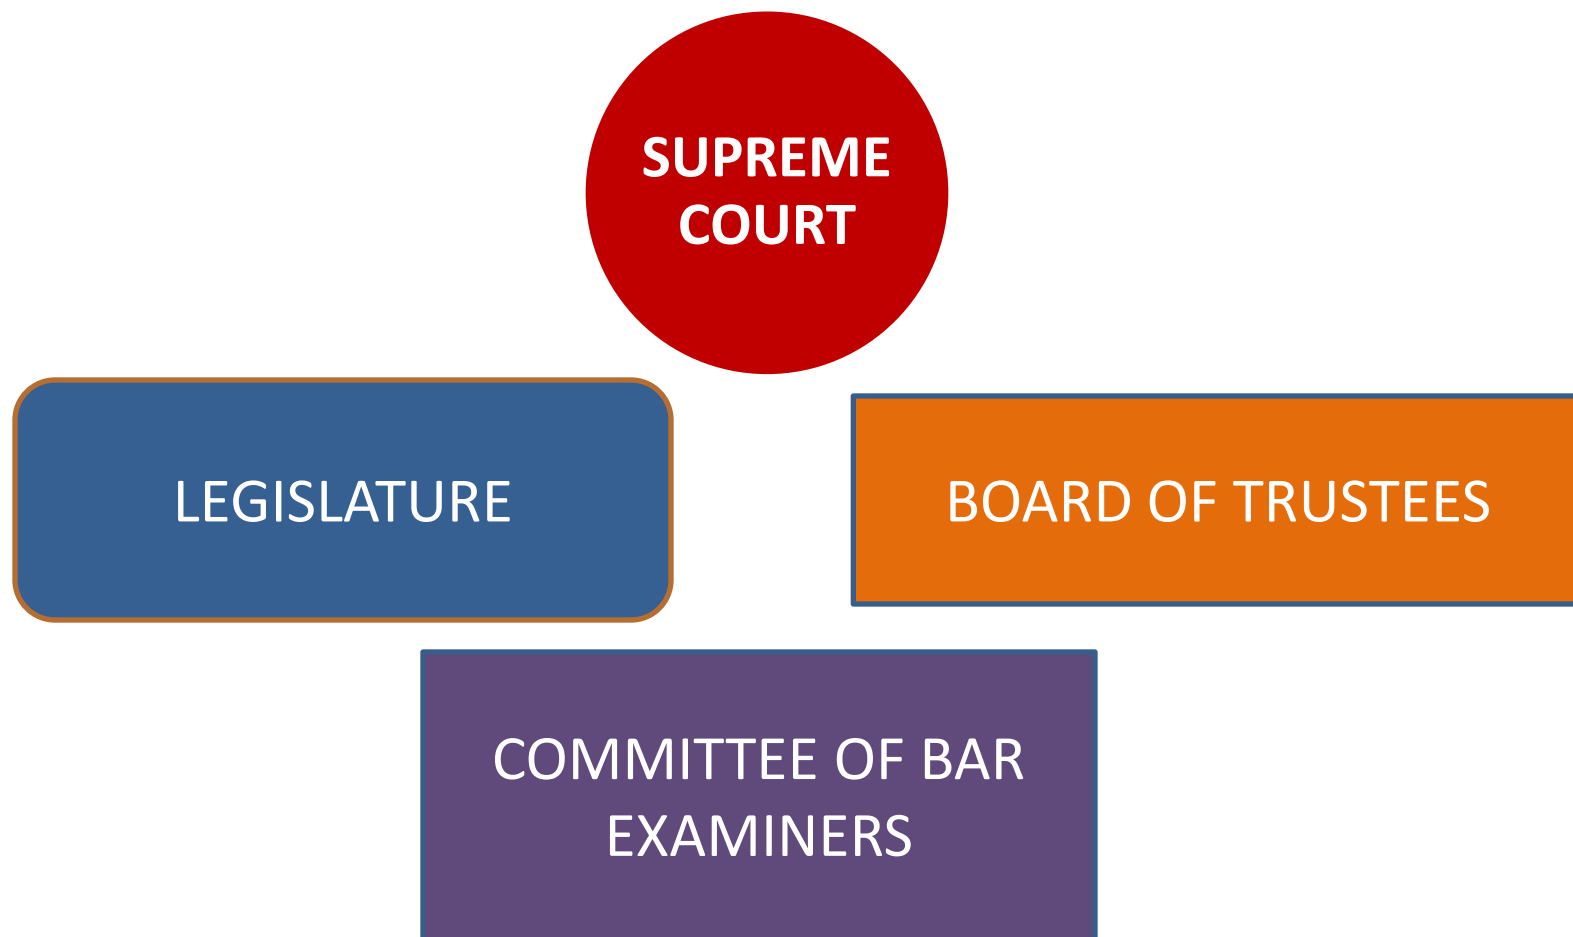 SUPREME
COURT
LEGISLATURE
BOARD OF TRUSTEES
COMMITTEE OF BAR
EXAMINERS